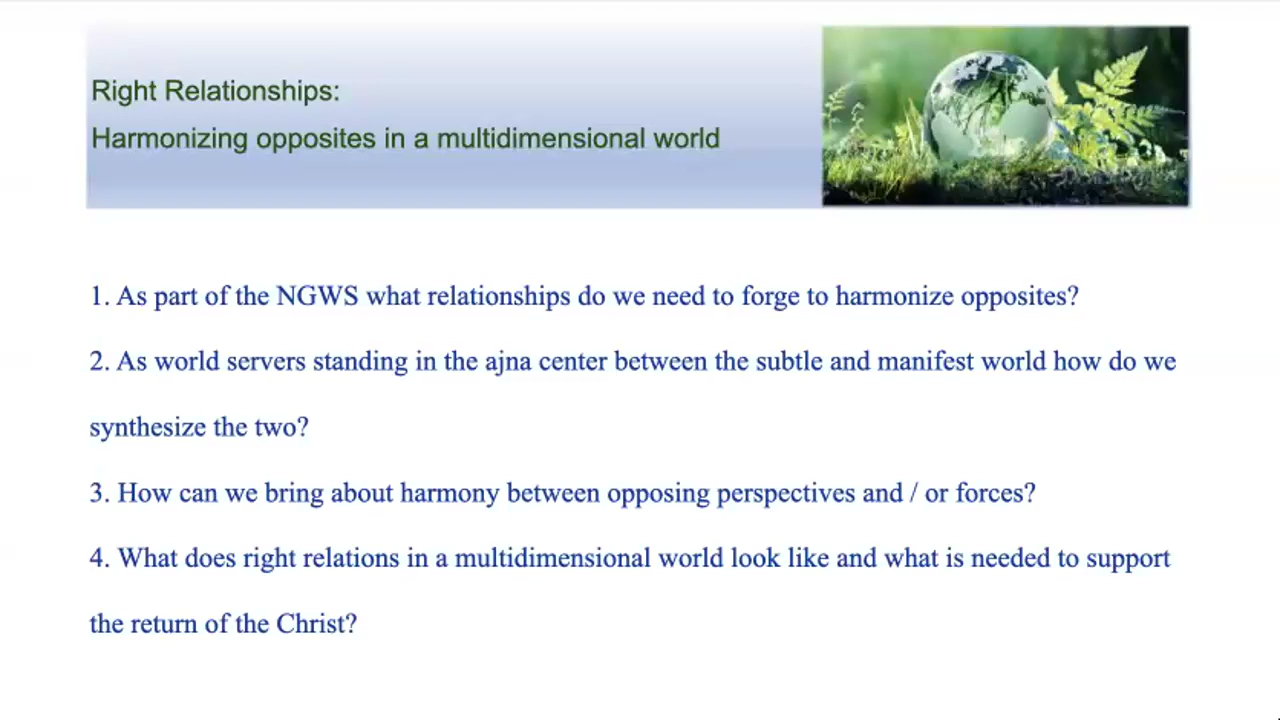 Right Relationships:
Harmonizing opposites in a multidimensional world
1. As part of the NGWS what relationships do we need to forge to harmonize opposites?
2. As world servers standing in the ajna center between the subtle and manifest world how do we
synthesize the two?
3. How can we bring about harmony between opposing perspectives and / or forces?
4. What does right relations in a multidimensional world look like and what is needed to support
the return of the Christ?